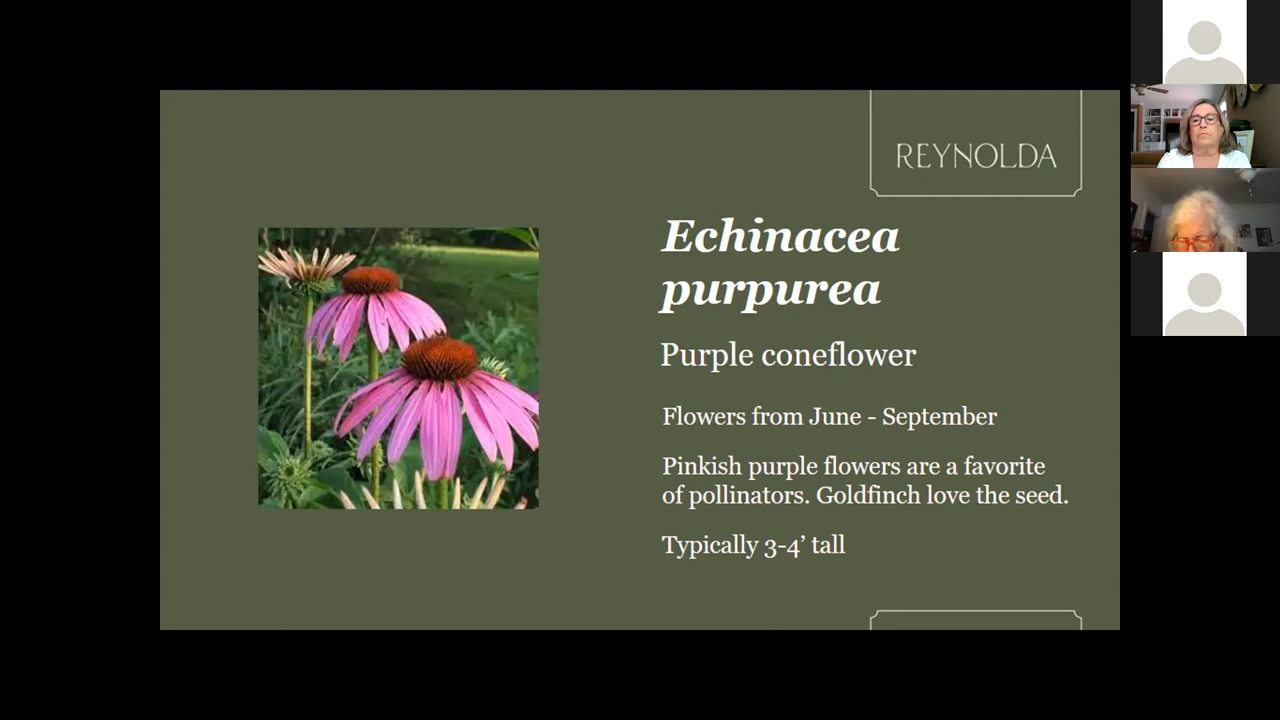 REYNOLDA
Echinacea
purpurea
Purple coneflower
Flowers from June - September
Pinkish purple flowers are a favorite
of pollinators. Goldfinch love the seed.
Typically 3-4’ tall